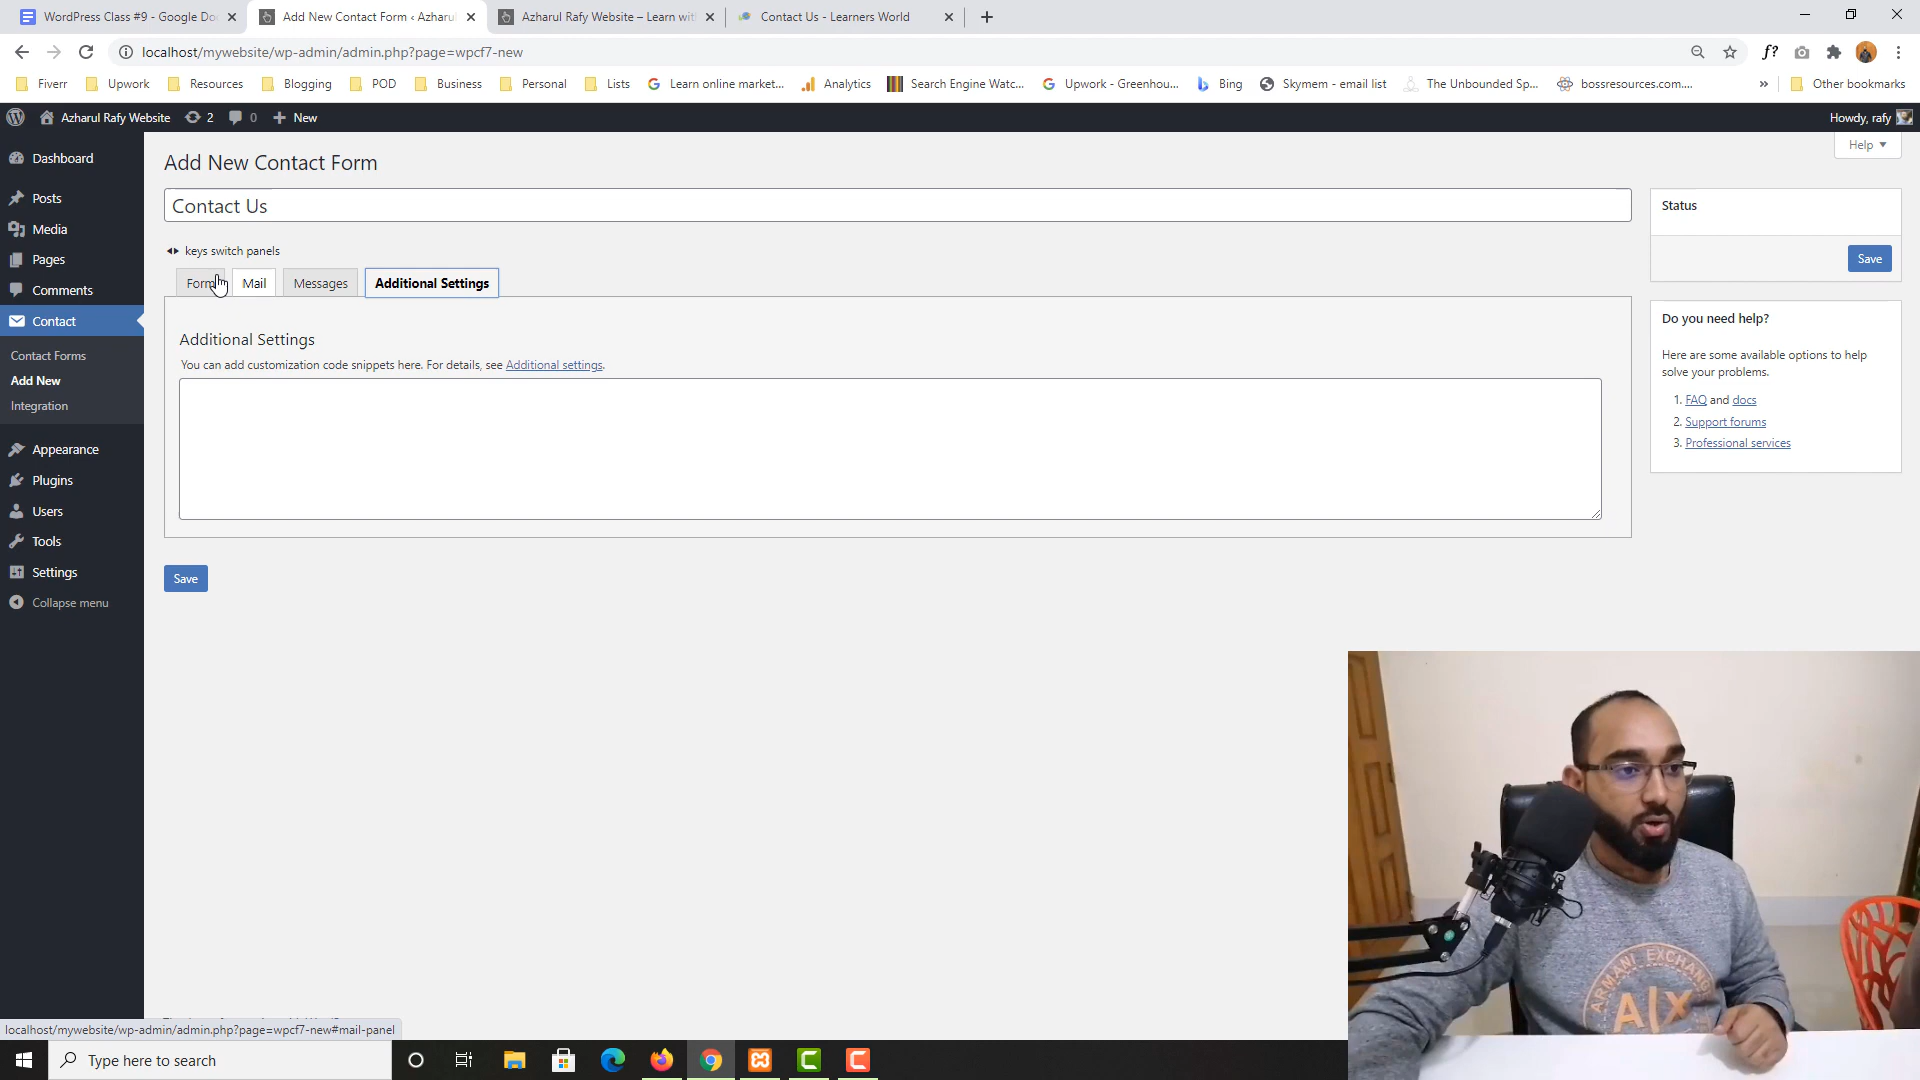 WordPress Class #9 - Google Do
Add New Contact Form ‹ Azharul
Azharul Rafy Website – Learn wit
Contact Us - Learners World
localhost/mywebsite/wp-admin/admin.php?page=wpcf7-new
f?
Fiverr
Upwork
Resources
Blogging
POD
Business
Personal
Lists
Learn online market...
Analytics
Search Engine Watc...
Upwork - Greenhou...
Bing
Skymem - email list
The Unbounded Sp...
bossresources.com....
»
Other bookmarks
Azharul Rafy Website
2
0
New
Howdy, rafy
Dashboard
Posts
Media
Pages
Comments
Contact
Contact Forms
Add New
Integration
Appearance
Plugins
Users
Tools
Settings
Collapse menu
Help
Add New Contact Form
Contact Us
keys switch panels
Form
Mail
Messages
Additional Settings
Additional Settings
You can add customization code snippets here. For details, see Additional settings.
Save
Status
Save
Do you need help?
Here are some available options to help
solve your problems.
1. FAQ and docs
2. Support forums
3. Professional services
ARMANI EXCHANGE
A|X
localhost/mywebsite/wp-admin/admin.php?page=wpcf7-new#mail-panel
Type here to search